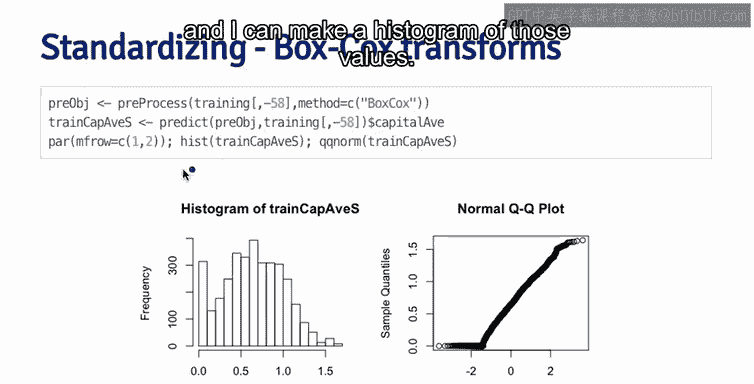 and I can make a histogram of those
values.
Standardizing - Box-Cox transforms
preObj <- preProcess(training[,-58],method=c("BoxCox"))
trainCapAveS <- predict(preObj,training[,-58])$capitalAve
par(mfrow=c(1,2)); hist(trainCapAveS); qqnorm(trainCapAveS)
Histogram of trainCapAveS
Frequency
300
100
0
0.0 0.5 1.0 1.5
Normal Q-Q Plot
Sample Quantiles
1.5
1.0
0.5
0.0
-2 0 2